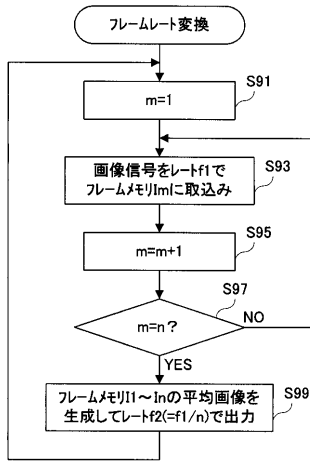 フレームレート変換
S91
m=1
S93
画像信号をレートf1で
フレームメモリImに取込み
S95
m=m+1
S97
m=n？
NO
YES
S99
フレームメモリI1～Inの平均画像を
生成してレートf2(=f1/n)で出力